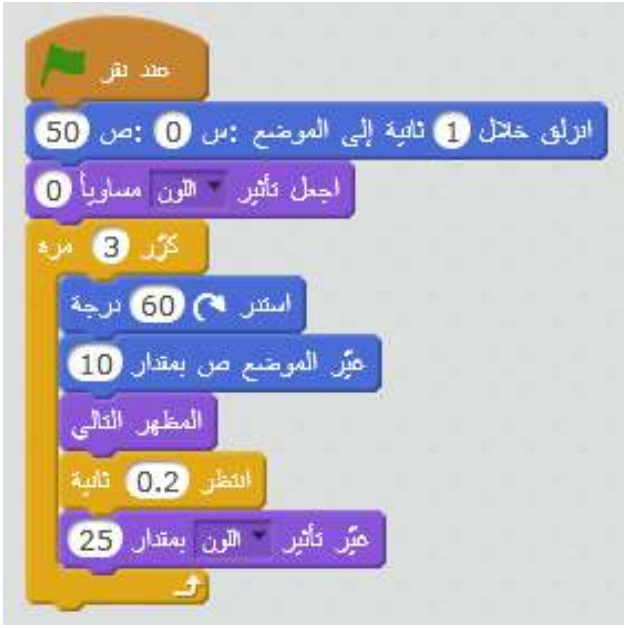 عند نقر
انزلق خلال 1 ثانية إلى الموضع :س 0 :ص 50
اجعل تأثير اللون مساوياً 0
كرّر 3 مرة
استدر 60 درجة
غيّر الموضع ص بمقدار 10
المظهر التالي
انتظر 0.2 ثانية
غيّر تأثير اللون بمقدار 25